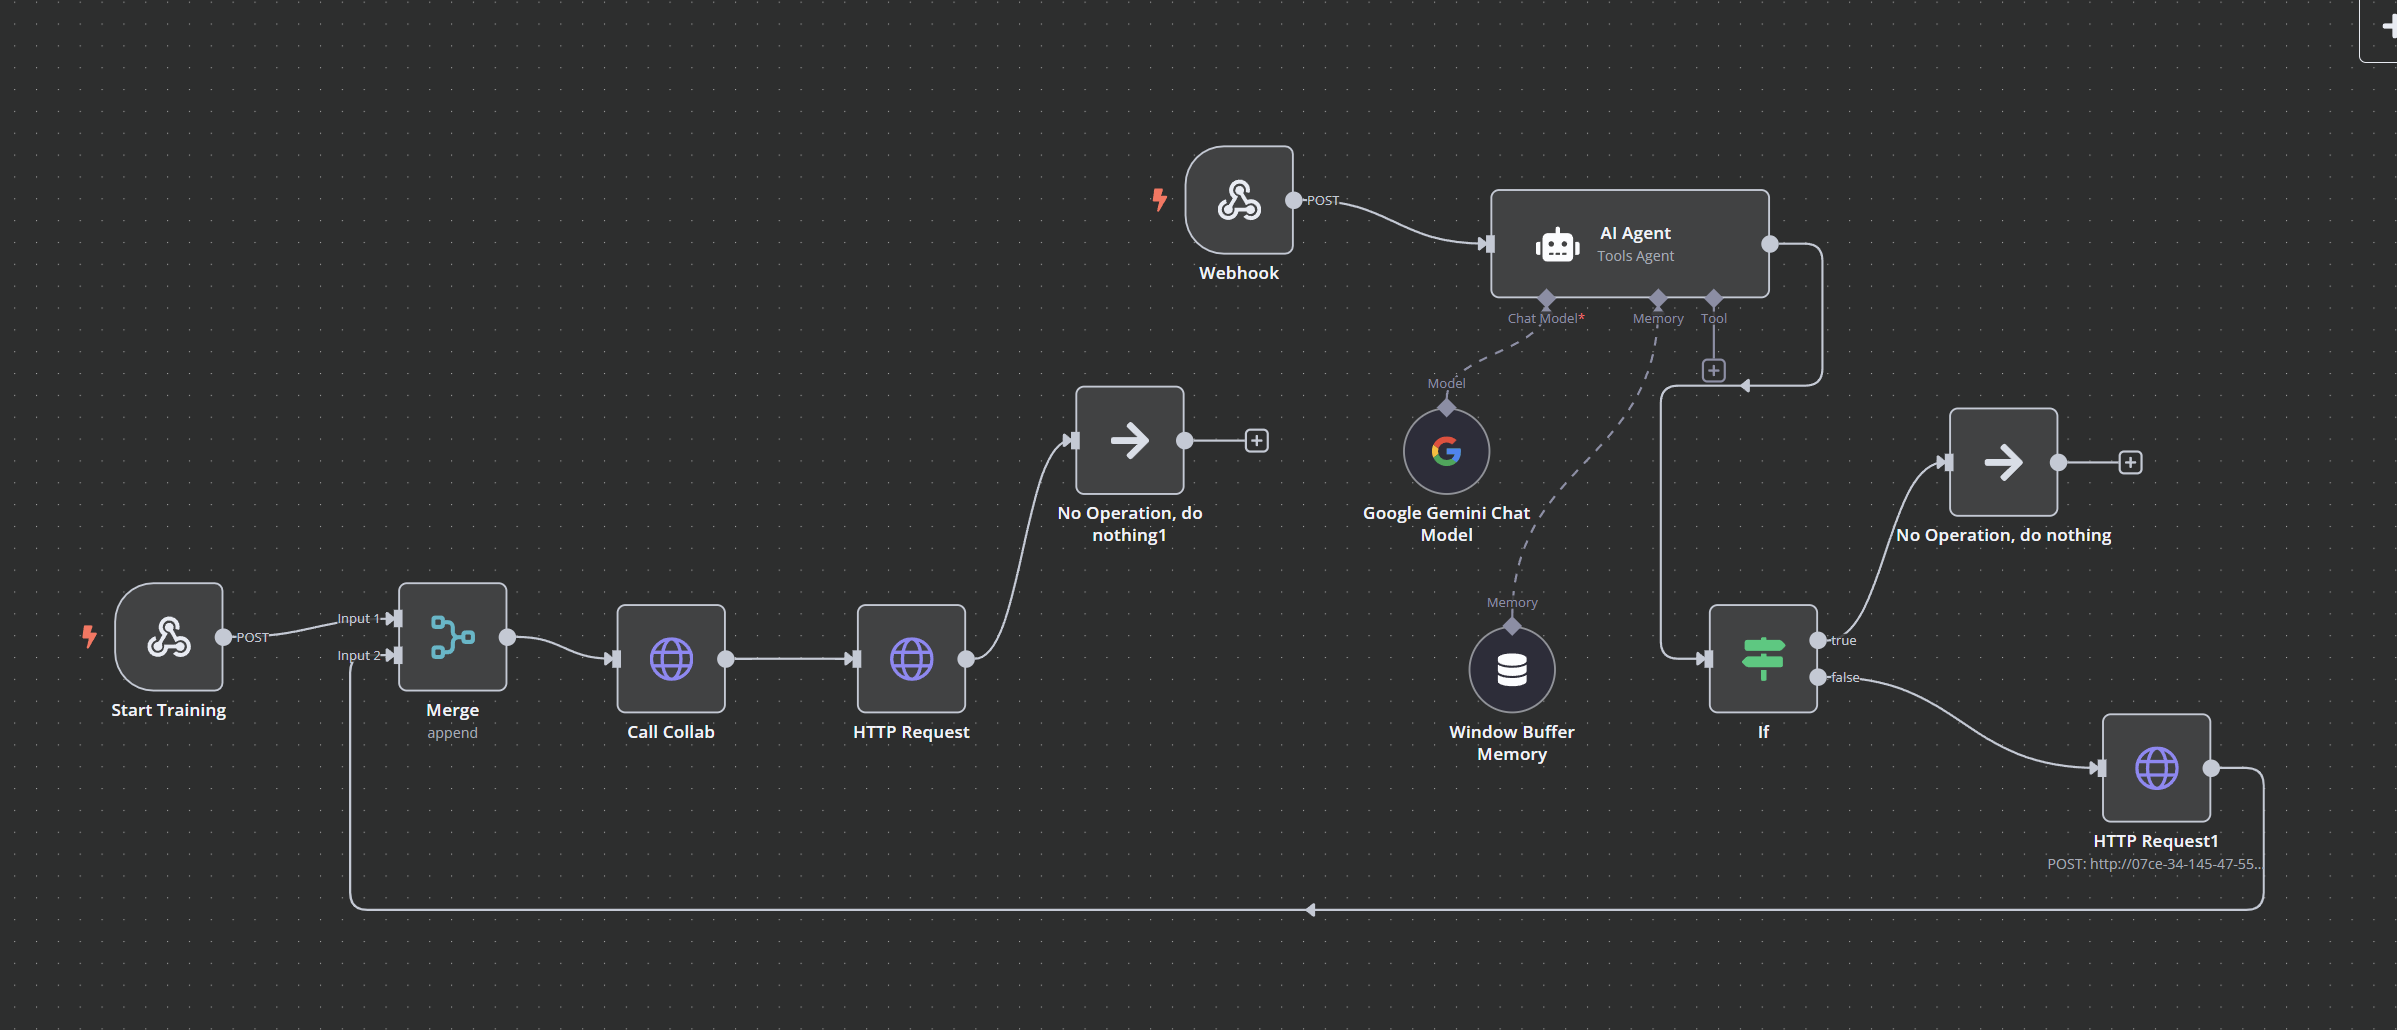 POST
Webhook
AI Agent
Tools Agent
Chat Model*
Memory
Tool
Model
Google Gemini Chat
Model
No Operation, do
nothing1
No Operation, do nothing
Memory
Window Buffer
Memory
POST
Start Training
Input 1
Input 2
Merge
append
Call Collab
HTTP Request
true
false
If
HTTP Request1
POST: http://07ce-34-145-47-55...